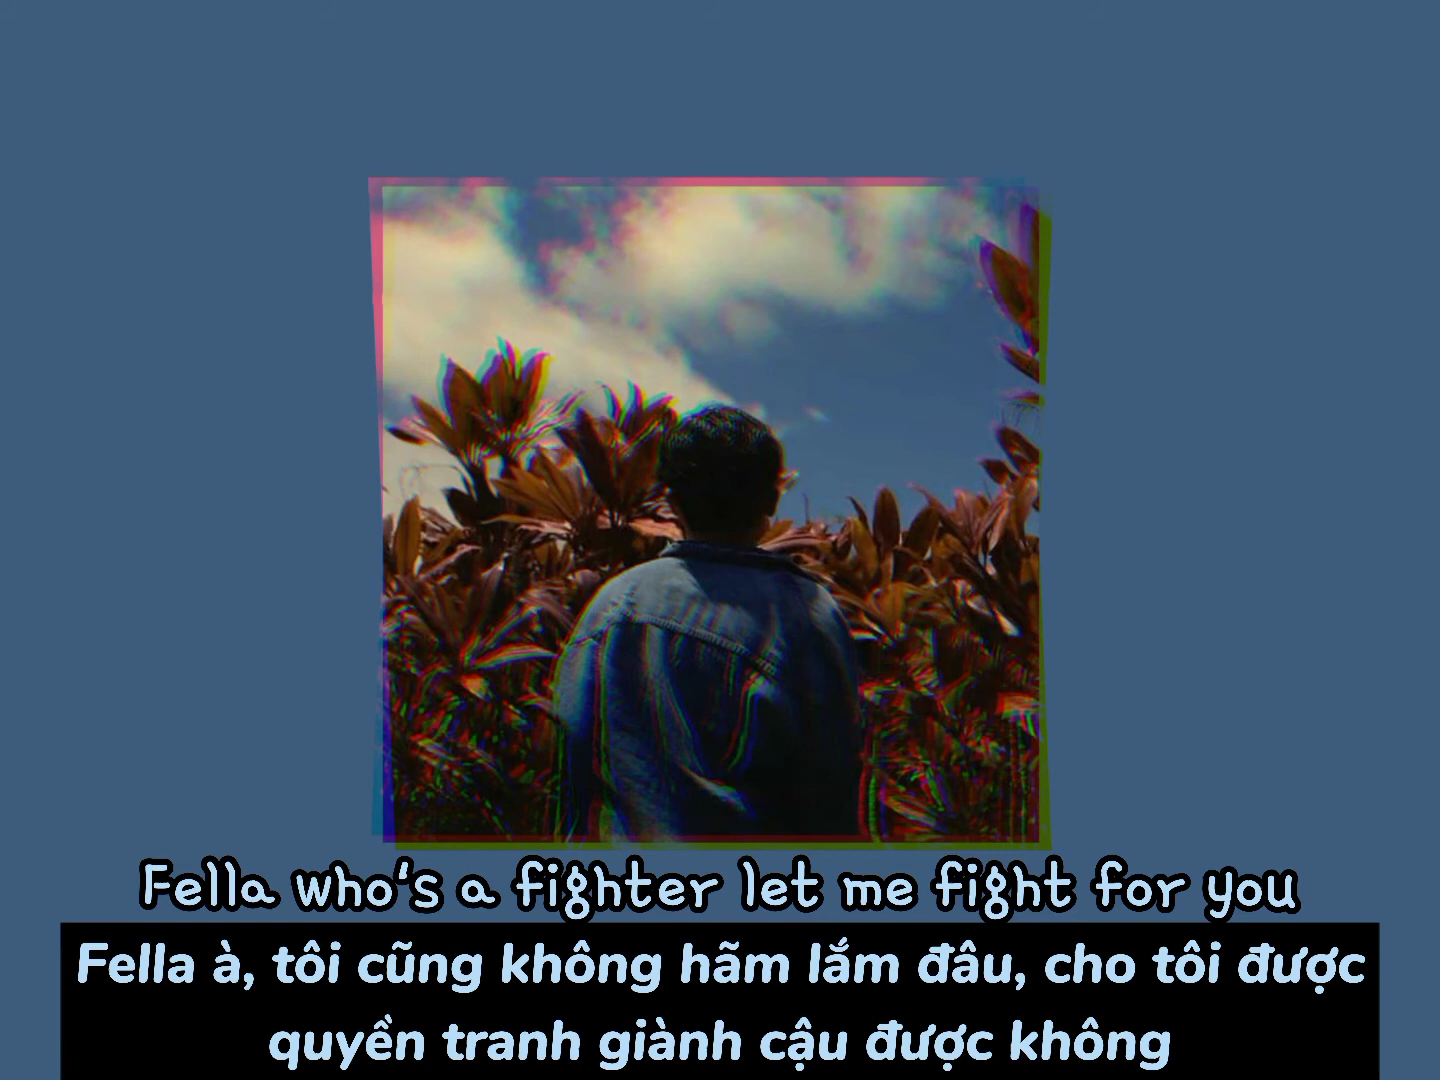 Fella who's a fighter let me fight for you
Fella à, tôi cũng không hãm lắm đâu, cho tôi được
quyền tranh giành cậu được không